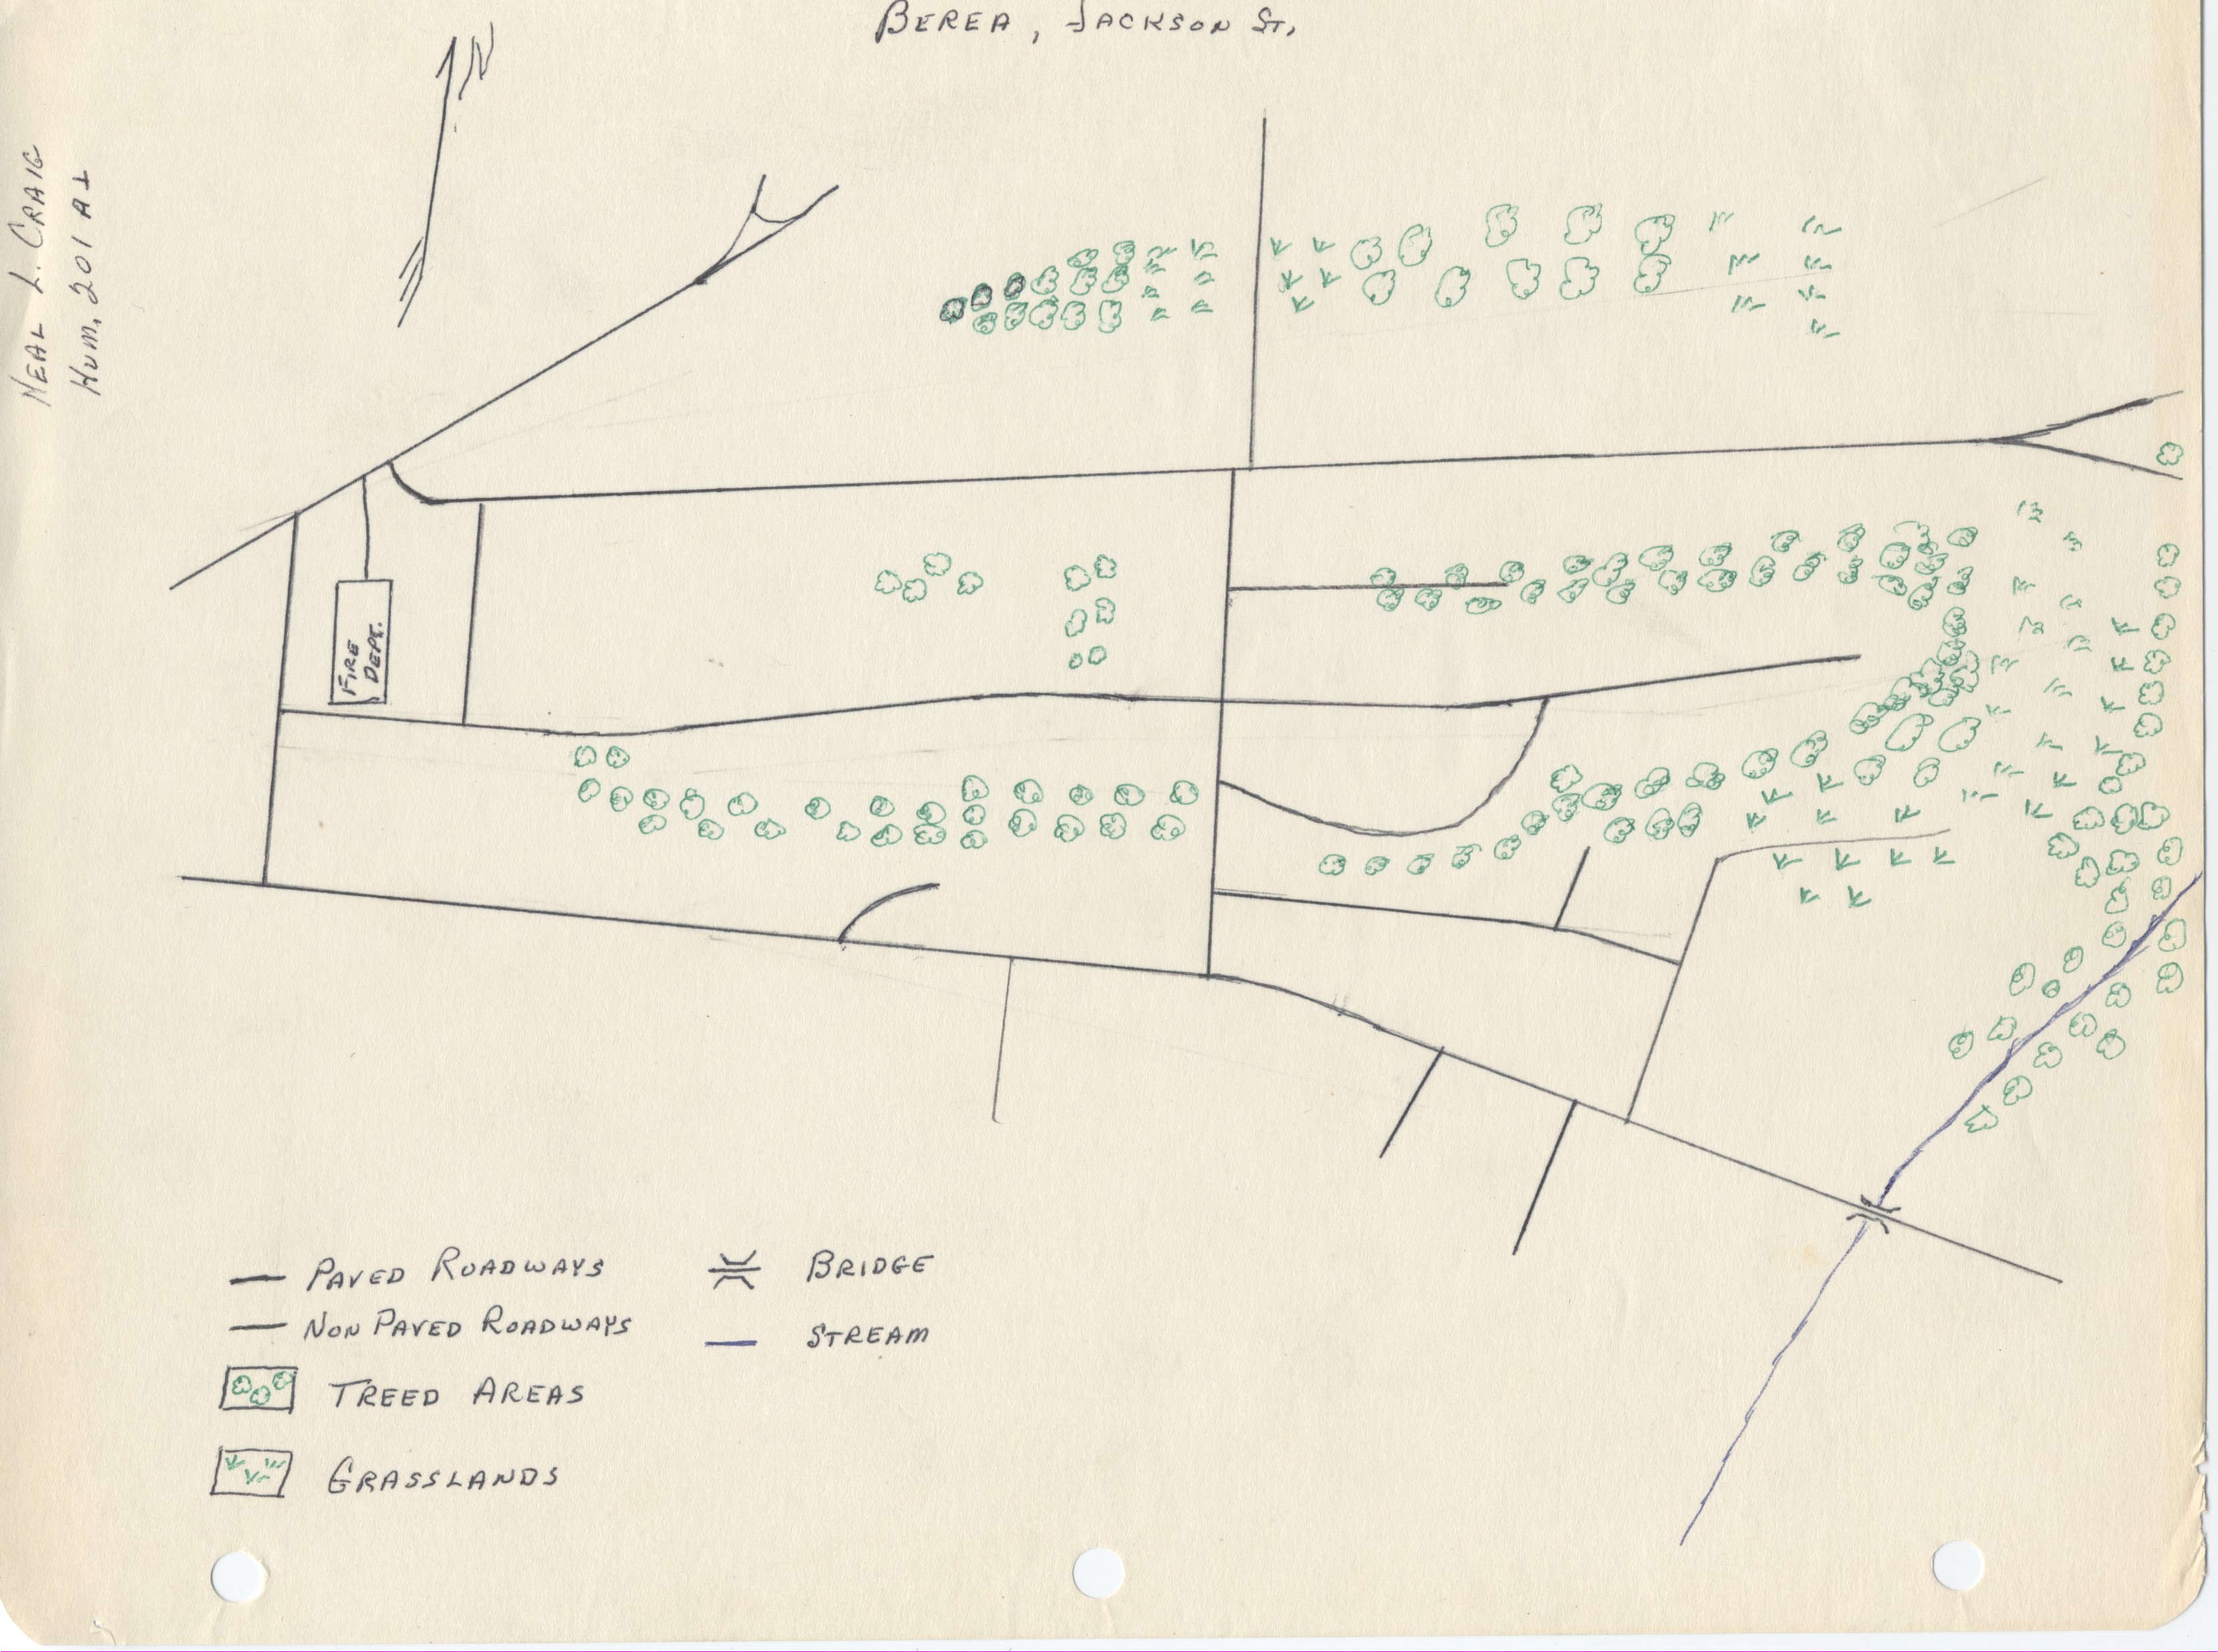 BEREA, JACKSON ST.
N
NEAL L. CRAIG
HUM. 201 A1
FIRE
DEPT.
PAVED ROADWAYS
NON PAVED ROADWAYS
TREED AREAS
GRASSLANDS
BRIDGE
STREAM